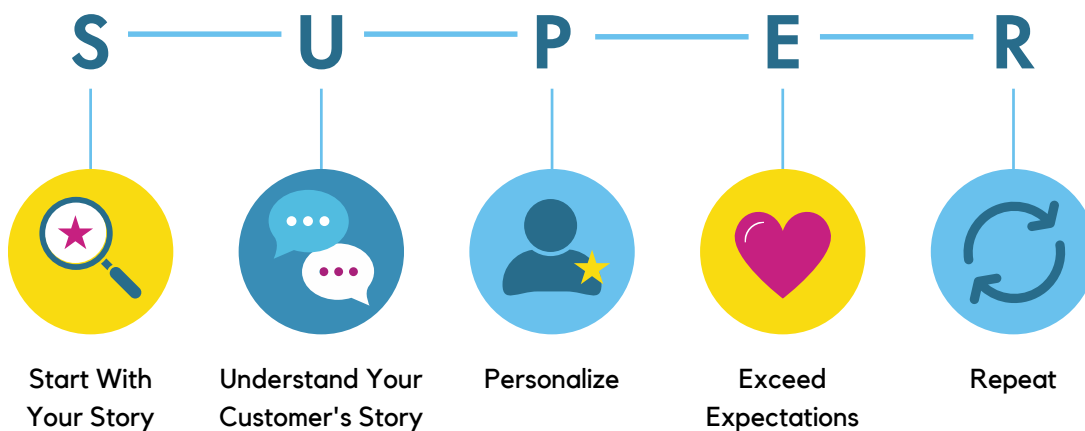 S U P E R
Start With
Your Story
Understand Your
Customer's Story
Personalize
Exceed
Expectations
Repeat